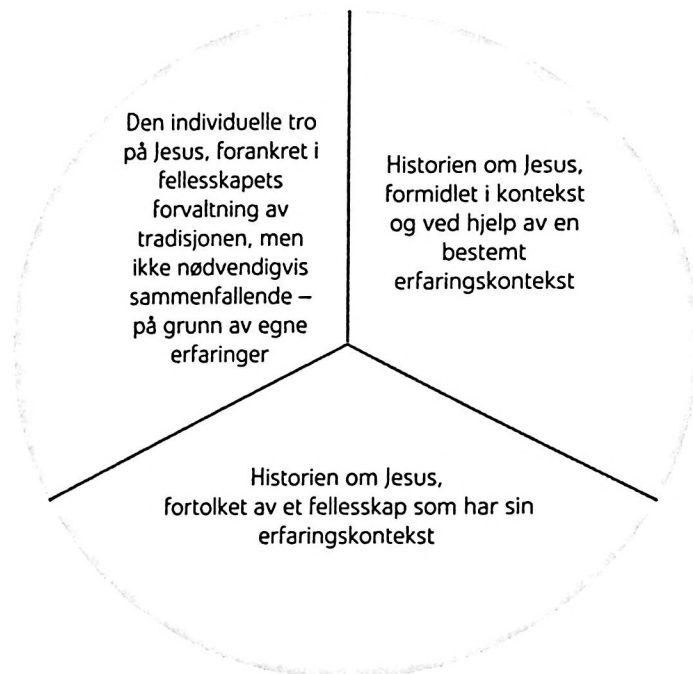 Den individuelle tro
på Jesus, forankret i
fellesskapets
forvaltning av
tradisjonen, men
ikke nødvendigvis
sammenfallende –
på grunn av egne
erfaringer
Historien om Jesus,
formidlet i kontekst
og ved hjelp av en
bestemt
erfaringskontekst
Historien om Jesus,
fortolket av et fellesskap som har sin
erfaringskontekst